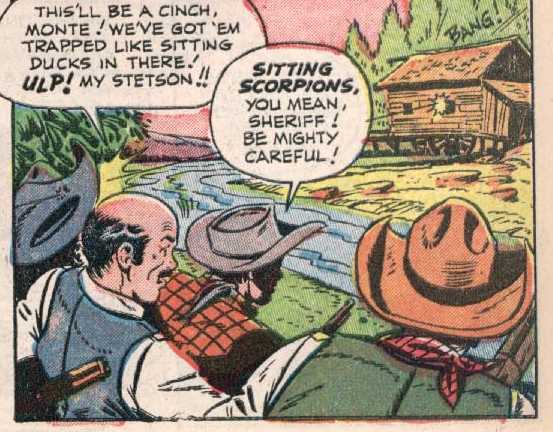 THIS'LL BE A CINCH,
MONTE! WE'VE GOT 'EM
TRAPPED LIKE SITTING
DUCKS IN THERE!
ULP! MY STETSON!!
SITTING
SCORPIONS,
YOU MEAN,
SHERIFF!
BE MIGHTY
CAREFUL!
BANG!